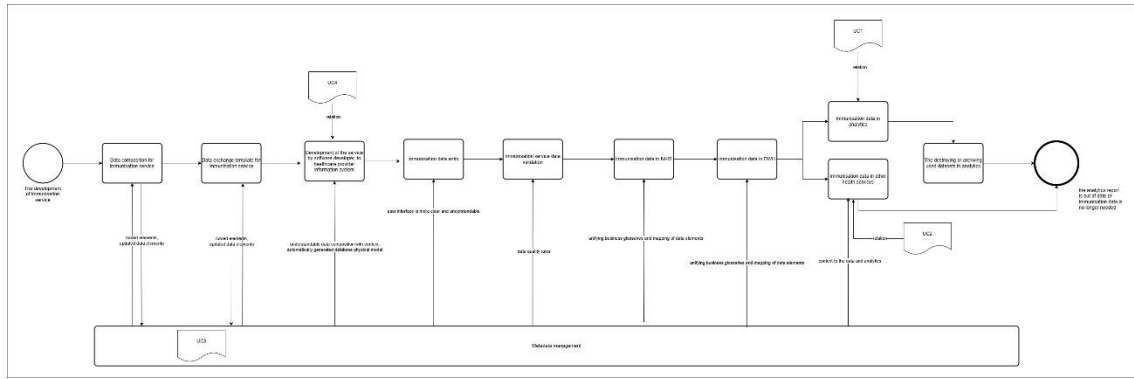 UC1
relation
UC4
relation
Immunisation data in
analytics
Data composition for
immunisation service
Data exchange template for
immunisation service
Development of the service
by software developer, to
healthcare provider
information system
Immunisation data entry
Immunisation service data
validation
Immunisation data in NHIS
Immunisation data in DWH
The destroying or archiving
used datasets in analytics
Immunisation data in other
health services
The development
of immunisation
service
the analytics report
is out of date or
immunisation data is
no longer needed
user interface is more clear and understandable
relation
UC2
coded elements,
updated data elements
coded elements,
updated data elements
understandable data composition with context,
automatically generated database physical model
data quality rules
unifying business glossaries and mapping of data elements
unifying business glossaries and mapping of data elements
context to the data and analytics
UC3
Metadata management